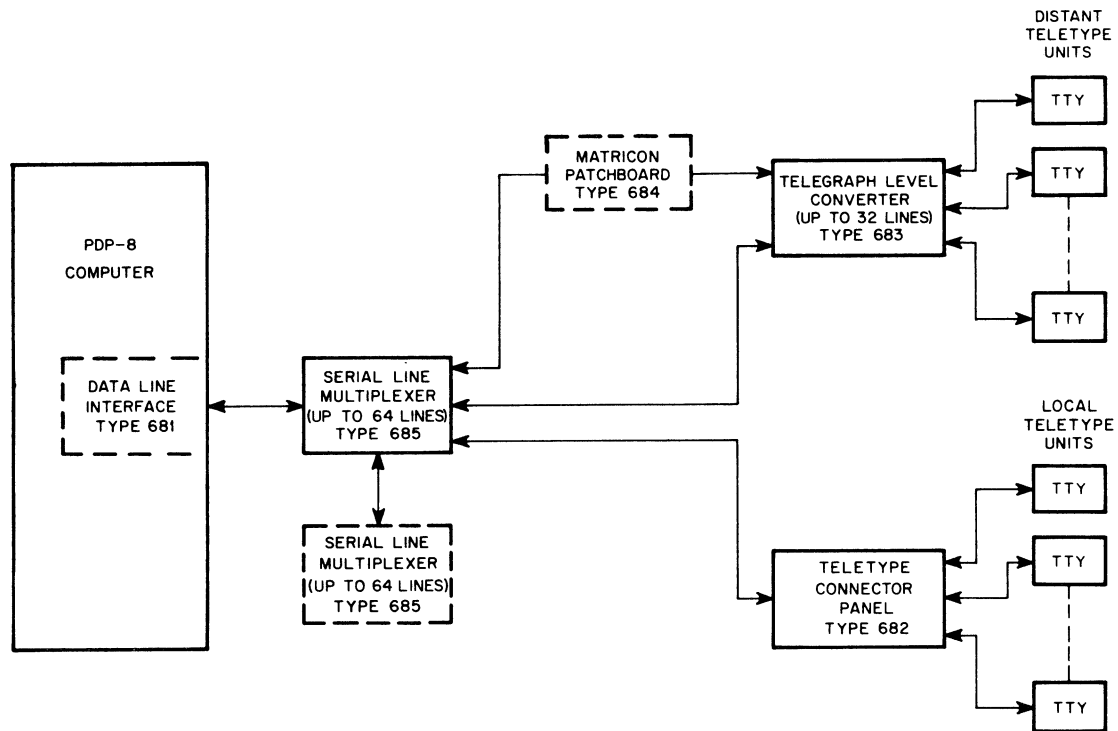 DISTANT
TELETYPE
UNITS
TTY
TTY
TTY
MATRICON
PATCHBOARD
TYPE 684
TELEGRAPH LEVEL
CONVERTER
(UP TO 32 LINES)
TYPE 683
PDP-8
COMPUTER
DATA LINE
INTERFACE
TYPE 681
SERIAL LINE
MULTIPLEXER
(UP TO 64 LINES)
TYPE 685
SERIAL LINE
MULTIPLEXER
(UP TO 64 LINES)
TYPE 685
LOCAL
TELETYPE
UNITS
TTY
TTY
TTY
TELETYPE
CONNECTOR
PANEL
TYPE 682